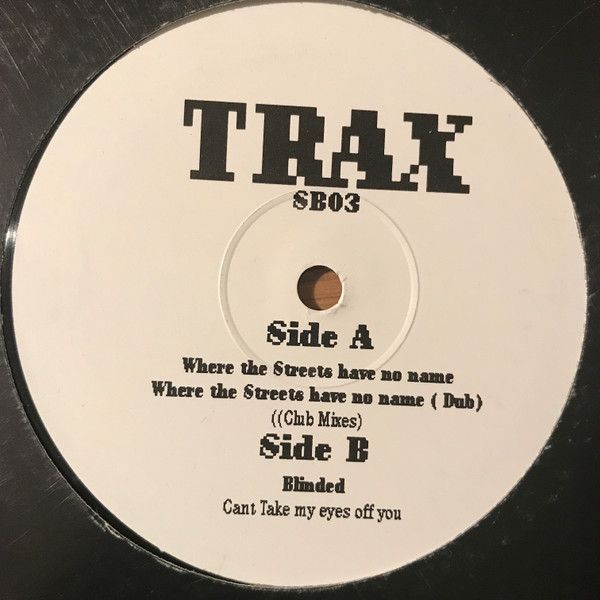 TRAX
SB03
Side A
Where the Streets have no name
Where the Streets have no name ( Dub)
((Club Mixes)
Side B
Blinded
Cant Take my eyes off you